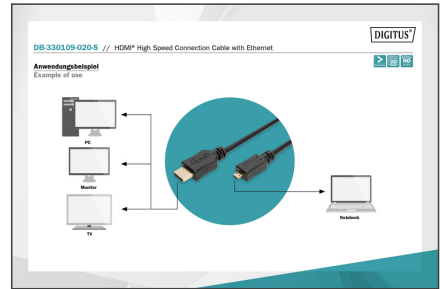 DIGITUS®
DB-330109-020-S // HDMI® High Speed Connection Cable with Ethernet
Anwendungsbeispiel
Example of use
PC
Monitor
TV
Notebook